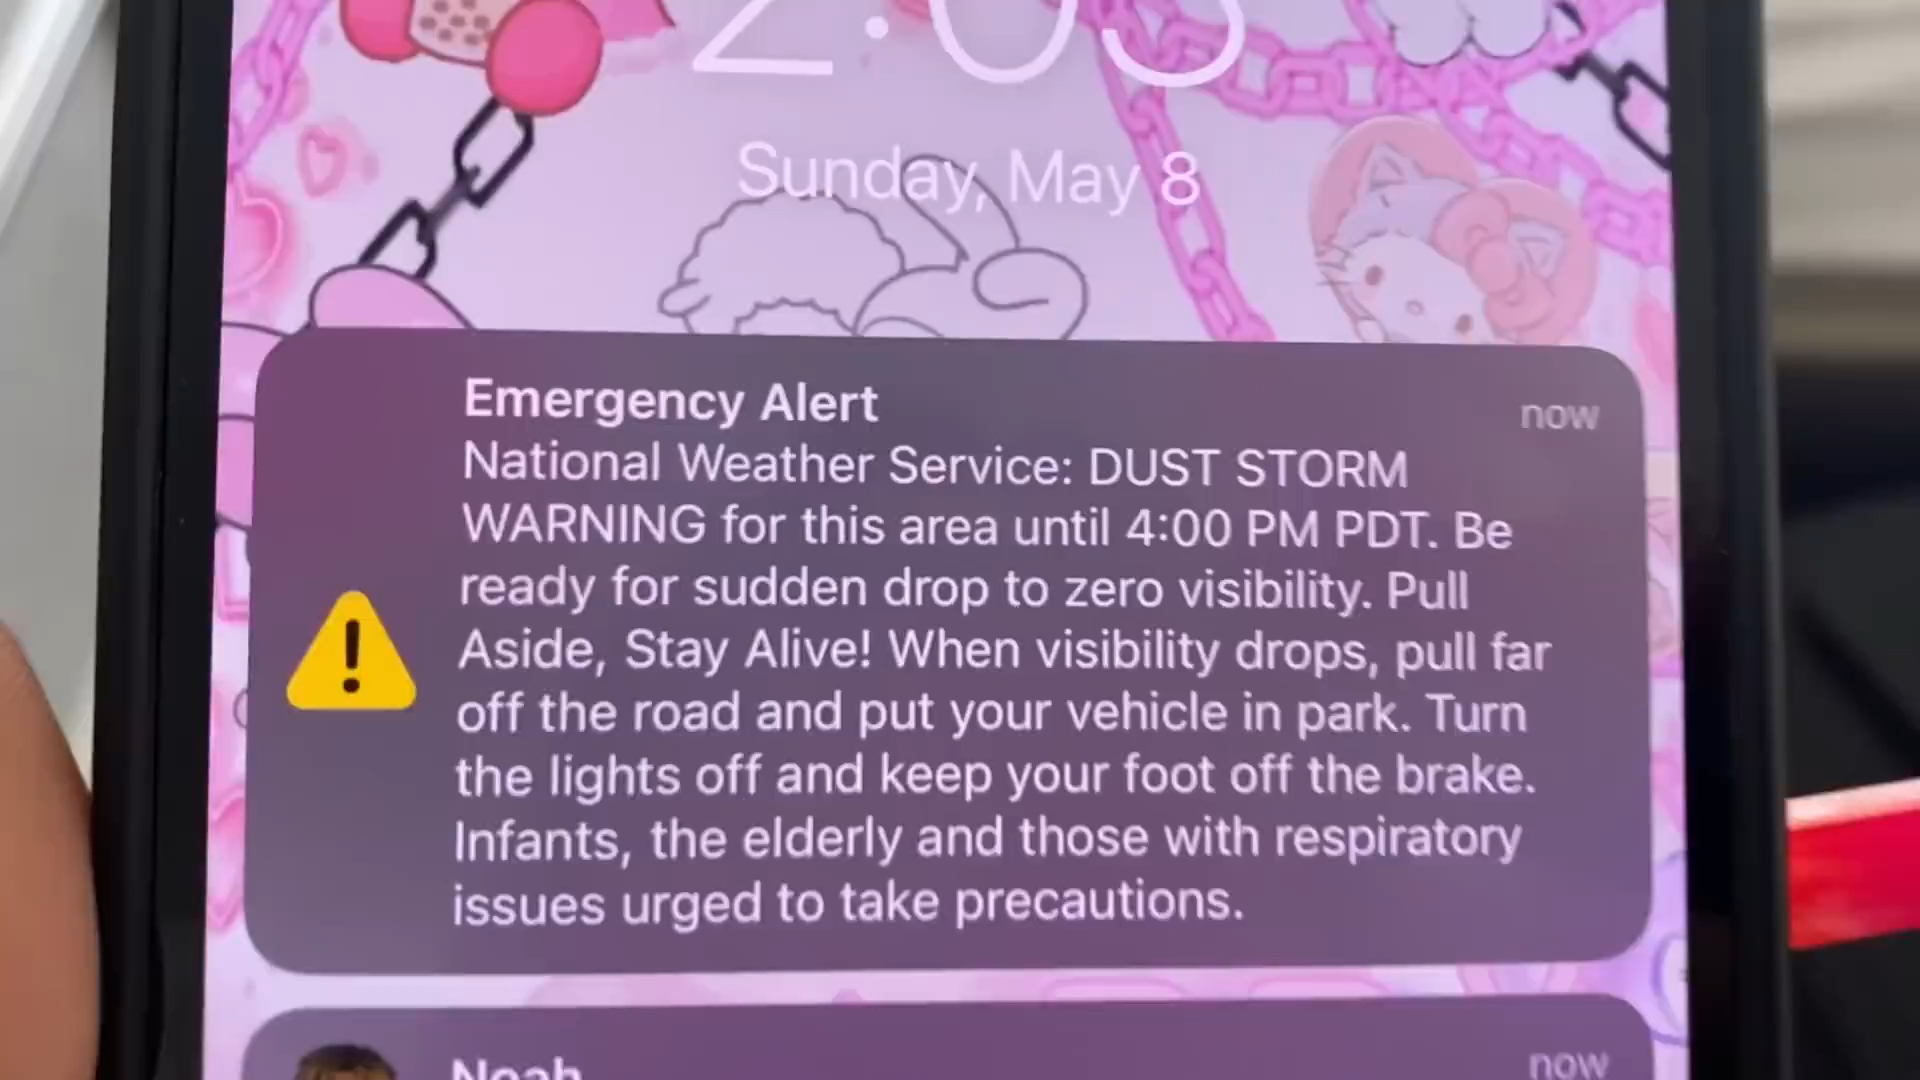 2:03
Sunday, May 8
Emergency Alert
now
National Weather Service: DUST STORM
WARNING for this area until 4:00 PM PDT. Be
ready for sudden drop to zero visibility. Pull
Aside, Stay Alive! When visibility drops, pull far
off the road and put your vehicle in park. Turn
the lights off and keep your foot off the brake.
Infants, the elderly and those with respiratory
issues urged to take precautions.
Noah
now